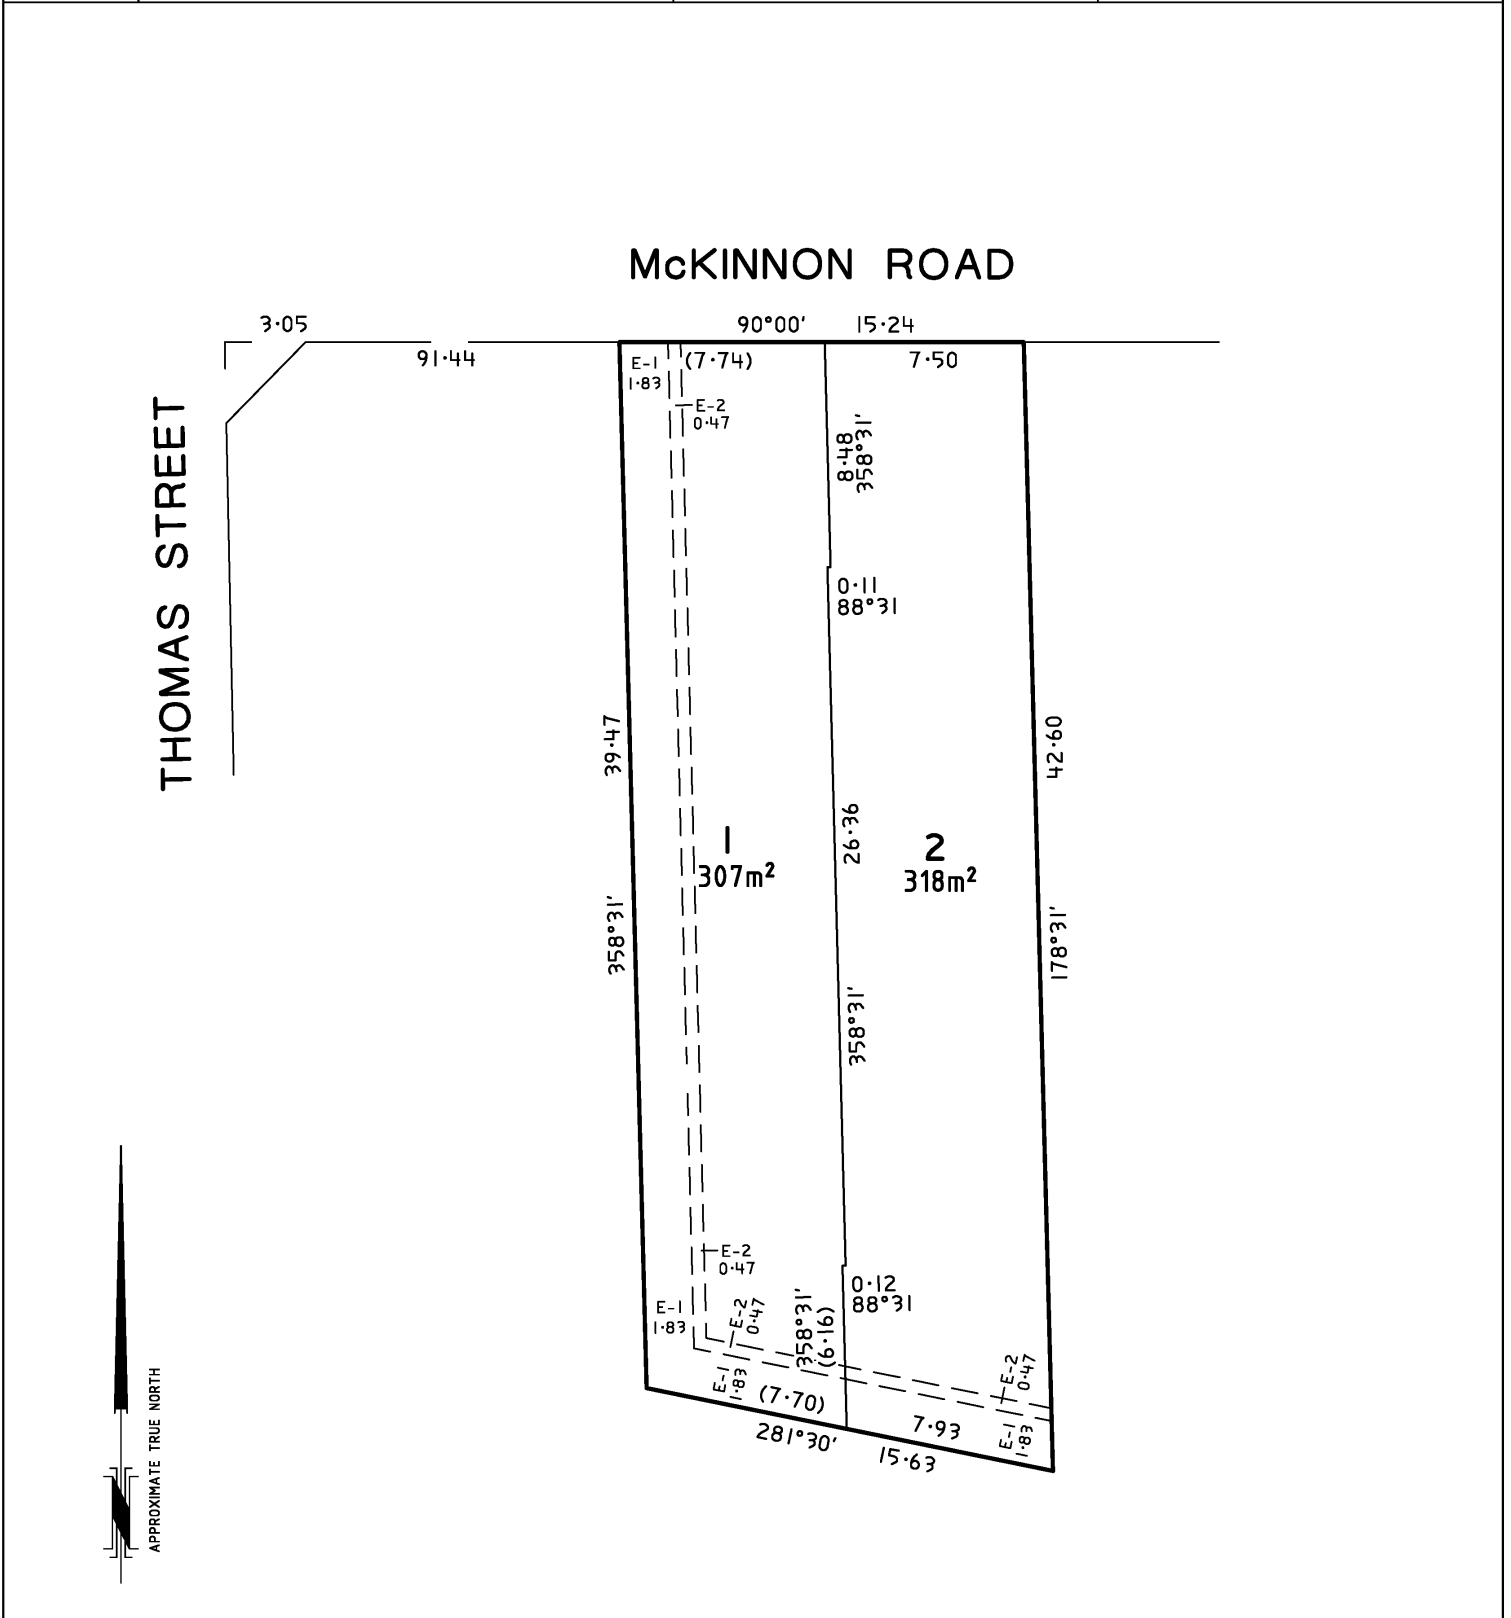 McKINNON ROAD
3·05
90°00' 15·24
91·44
E-1
1·83
(7·74)
7·50
E-2
0·47
8·48
358°31'
THOMAS STREET
0·11
88°31
39·47
42·60
26·36
1
307m²
2
318m²
358°31'
178°31'
358°31'
E-2
0·47
0·12
88°31
E-1
1·83
E-2
0·47
358°31'
(6·16)
E-2
0·47
E-1
1·83
(7·70)
7·93
E-1
1·83
281°30'
15·63
N
APPROXIMATE TRUE NORTH